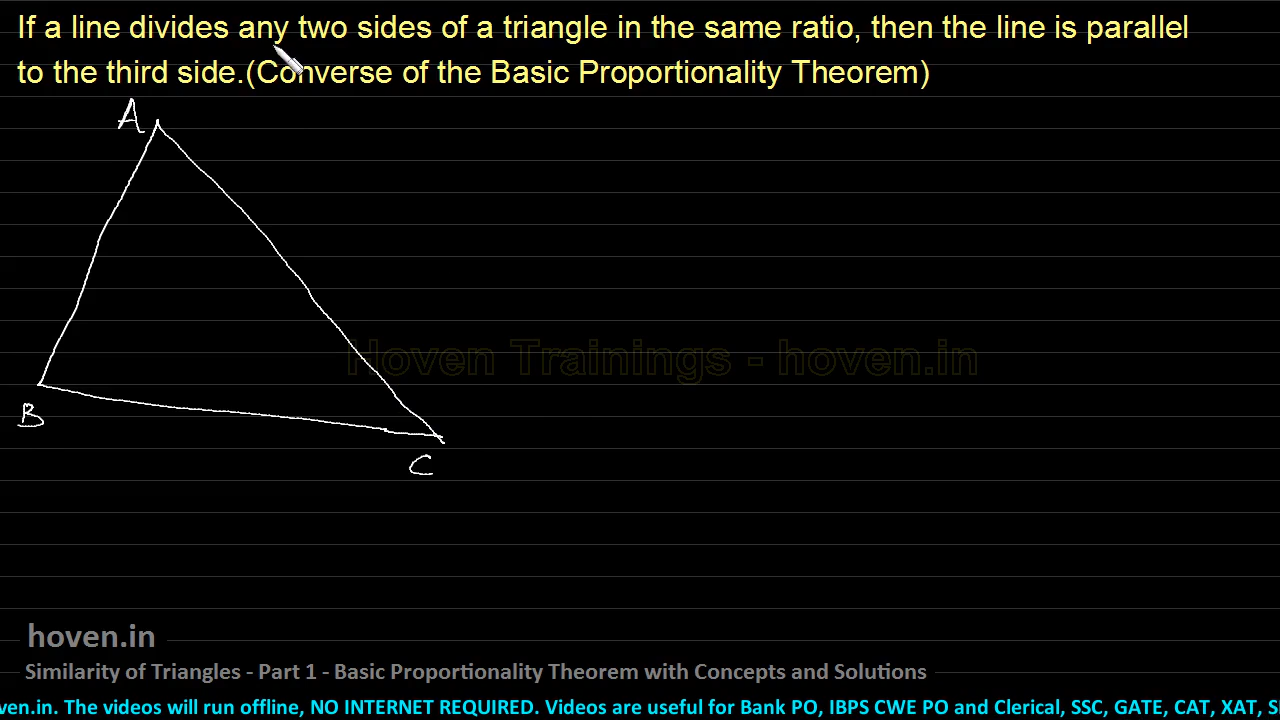 If a line divides any two sides of a triangle in the same ratio, then the line is parallel
to the third side.(Converse of the Basic Proportionality Theorem)
A
Hoven Trainings - hoven.in
B
C
hoven.in
Similarity of Triangles - Part 1 - Basic Proportionality Theorem with Concepts and Solutions
ven.in. The videos will run offline, NO INTERNET REQUIRED. Videos are useful for Bank PO, IBPS CWE PO and Clerical, SSC, GATE, CAT, XAT, S